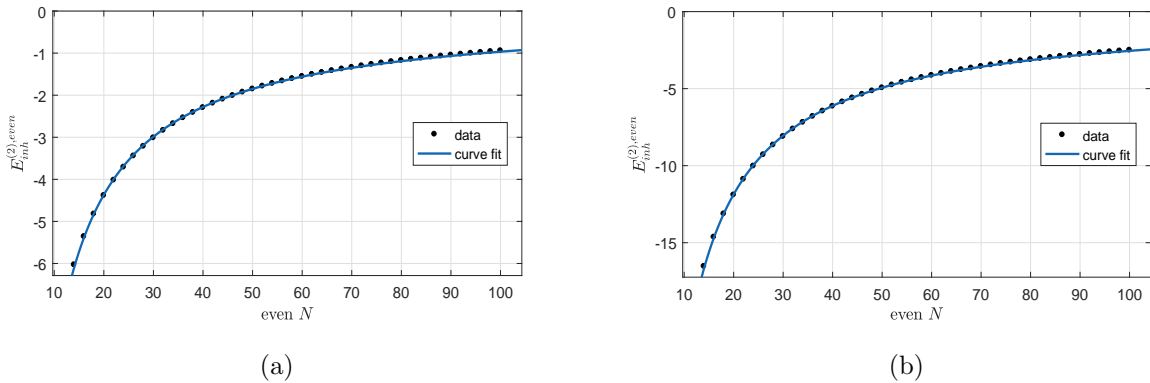 0
-1
-2
-3
-4
-5
-6
10 20 30 40 50 60 70 80 90 100
even N
E_{inh}^{(2),even}
data
curve fit
(a)
0
-5
-10
-15
10 20 30 40 50 60 70 80 90 100
even N
E_{inh}^{(2),even}
data
curve fit
(b)